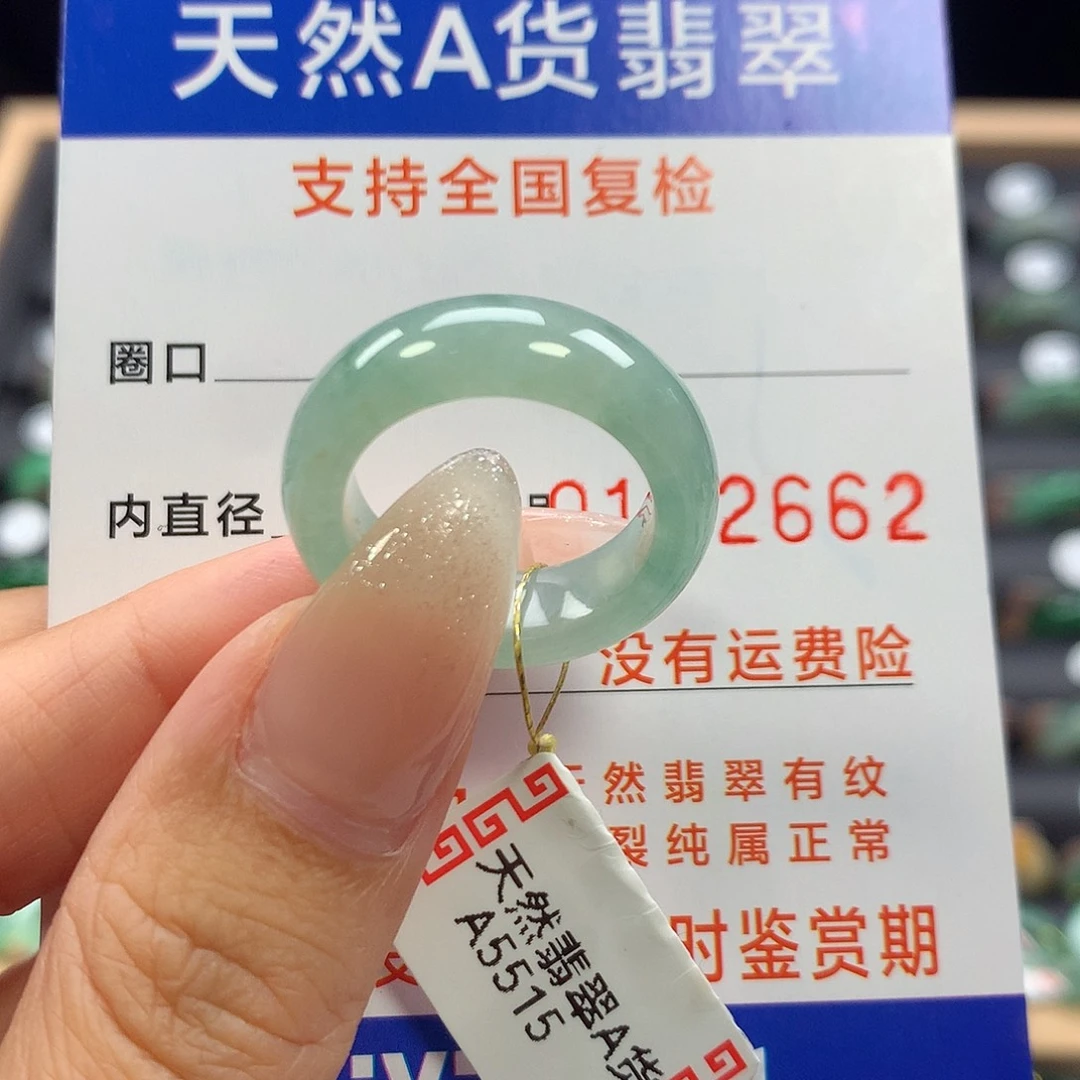 天然A货翡翠
支持全国复检
圈口
内直径
01 2662
没有运费险
然翡翠有纹
裂纯属正常
时鉴赏期
天然翡翠A货
A5515